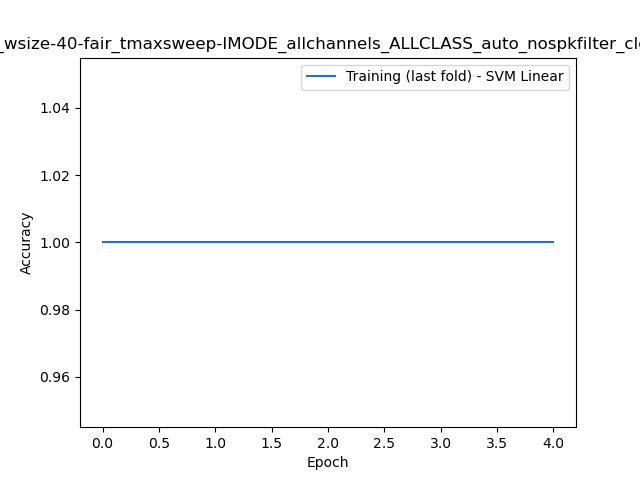 _wsize-40-fair_tmaxsweep-IMODE_allchannels_ALLCLASS_auto_nospkfilter_cl
Training (last fold) - SVM Linear
1.04
1.02
1.00
0.98
0.96
Accuracy
0.0 0.5 1.0 1.5 2.0 2.5 3.0 3.5 4.0
Epoch